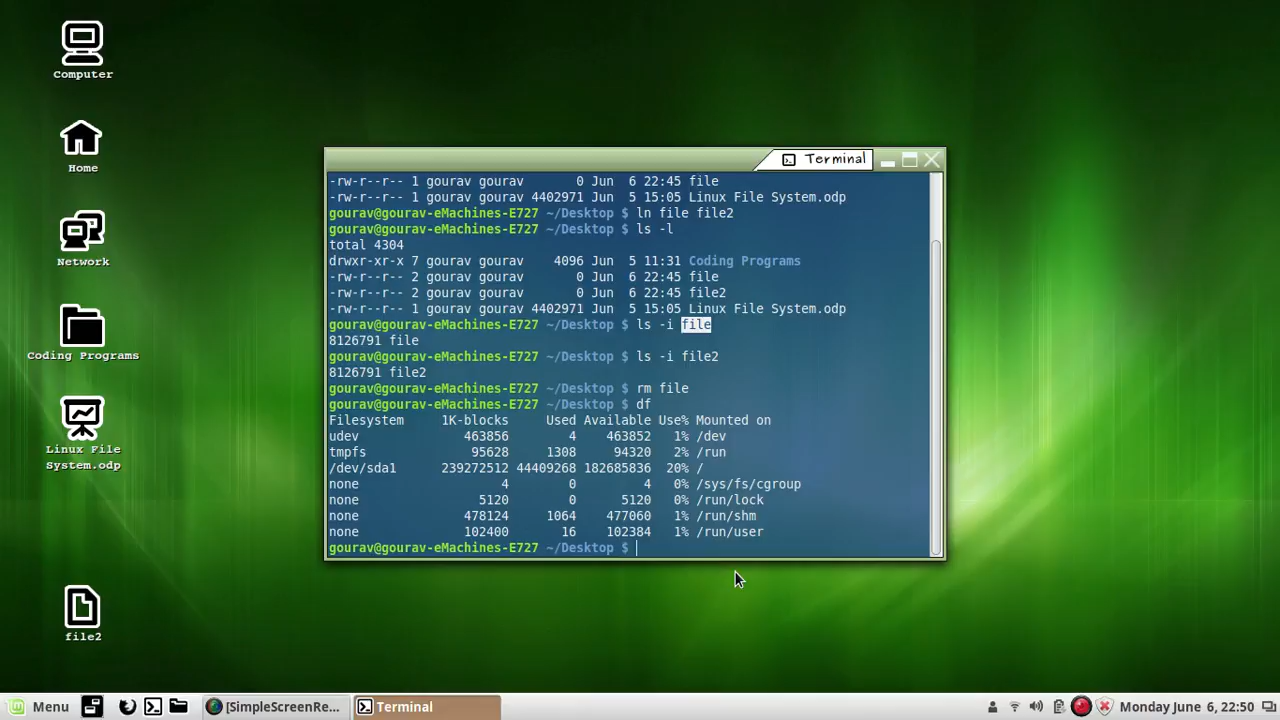 Computer
Home
Network
Coding Programs
Linux File
System.odp
file2
Terminal
-rw-r--r-- 1 gourav gourav       0 Jun  6 22:45 file
-rw-r--r-- 1 gourav gourav 4402971 Jun  5 15:05 Linux File System.odp
gourav@gourav-eMachines-E727 ~/Desktop $ ln file file2
gourav@gourav-eMachines-E727 ~/Desktop $ ls -l
total 4304
drwxr-xr-x 7 gourav gourav    4096 Jun  5 11:31 Coding Programs
-rw-r--r-- 2 gourav gourav       0 Jun  6 22:45 file
-rw-r--r-- 2 gourav gourav       0 Jun  6 22:45 file2
-rw-r--r-- 1 gourav gourav 4402971 Jun  5 15:05 Linux File System.odp
gourav@gourav-eMachines-E727 ~/Desktop $ ls -i file
8126791 file
gourav@gourav-eMachines-E727 ~/Desktop $ ls -i file2
8126791 file2
gourav@gourav-eMachines-E727 ~/Desktop $ rm file
gourav@gourav-eMachines-E727 ~/Desktop $ df
Filesystem     1K-blocks     Used Available Use% Mounted on
udev              463856        4    463852   1% /dev
tmpfs              95628     1308     94320   2% /run
/dev/sda1      239272512 44409268 182685836  20% /
none                   4        0         4   0% /sys/fs/cgroup
none                5120        0      5120   0% /run/lock
none              478124     1064    477060   1% /run/shm
none              102400       16    102384   1% /run/user
gourav@gourav-eMachines-E727 ~/Desktop $
Menu
[SimpleScreenRe...
Terminal
Monday June 6, 22:50